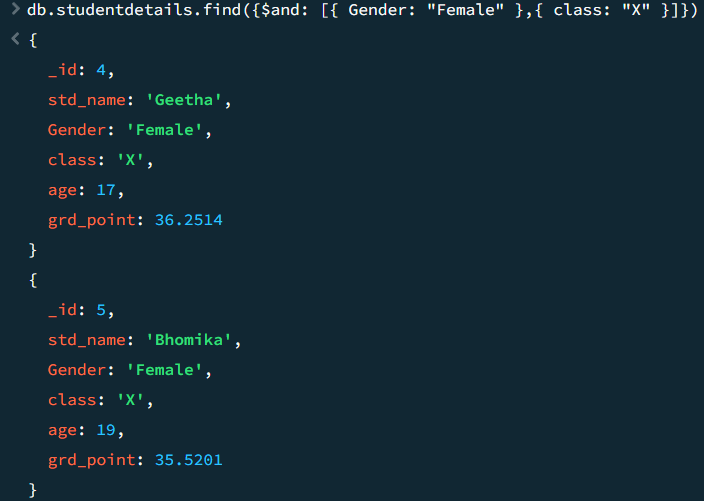 > db.studentdetails.find({$and: [{ Gender: "Female" },{ class: "X" }]})
< {
_id: 4,
std_name: 'Geetha',
Gender: 'Female',
class: 'X',
age: 17,
grd_point: 36.2514
}
{
_id: 5,
std_name: 'Bhomika',
Gender: 'Female',
class: 'X',
age: 19,
grd_point: 35.5201
}